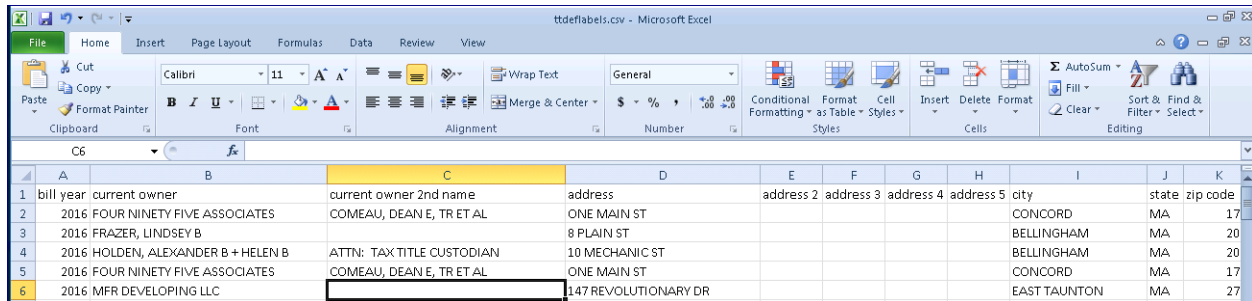 ttdeflabels.csv - Microsoft Excel
File Home Insert Page Layout Formulas Data Review View
Cut
Copy
Format Painter
Paste
Clipboard
Calibri 11 A A
B I U A
Font
Wrap Text
Merge & Center
Alignment
General
$ % , .0 .00 .00 .0
Number
Conditional Formatting
Format as Table
Cell Styles
Styles
Insert Delete Format
Cells
Σ AutoSum
Fill
Clear
Sort & Filter
Find & Select
Editing
C6 fx
A B C D E F G H I J K
1 bill year current owner current owner 2nd name address address 2 address 3 address 4 address 5 city state zip code
2 2016 FOUR NINETY FIVE ASSOCIATES COMEAU, DEAN E, TR ET AL ONE MAIN ST CONCORD MA 17
3 2016 FRAZER, LINDSEY B 8 PLAIN ST BELLINGHAM MA 20
4 2016 HOLDEN, ALEXANDER B + HELEN B ATTN: TAX TITLE CUSTODIAN 10 MECHANIC ST BELLINGHAM MA 20
5 2016 FOUR NINETY FIVE ASSOCIATES COMEAU, DEAN E, TR ET AL ONE MAIN ST CONCORD MA 17
6 2016 MFR DEVELOPING LLC 147 REVOLUTIONARY DR EAST TAUNTON MA 27